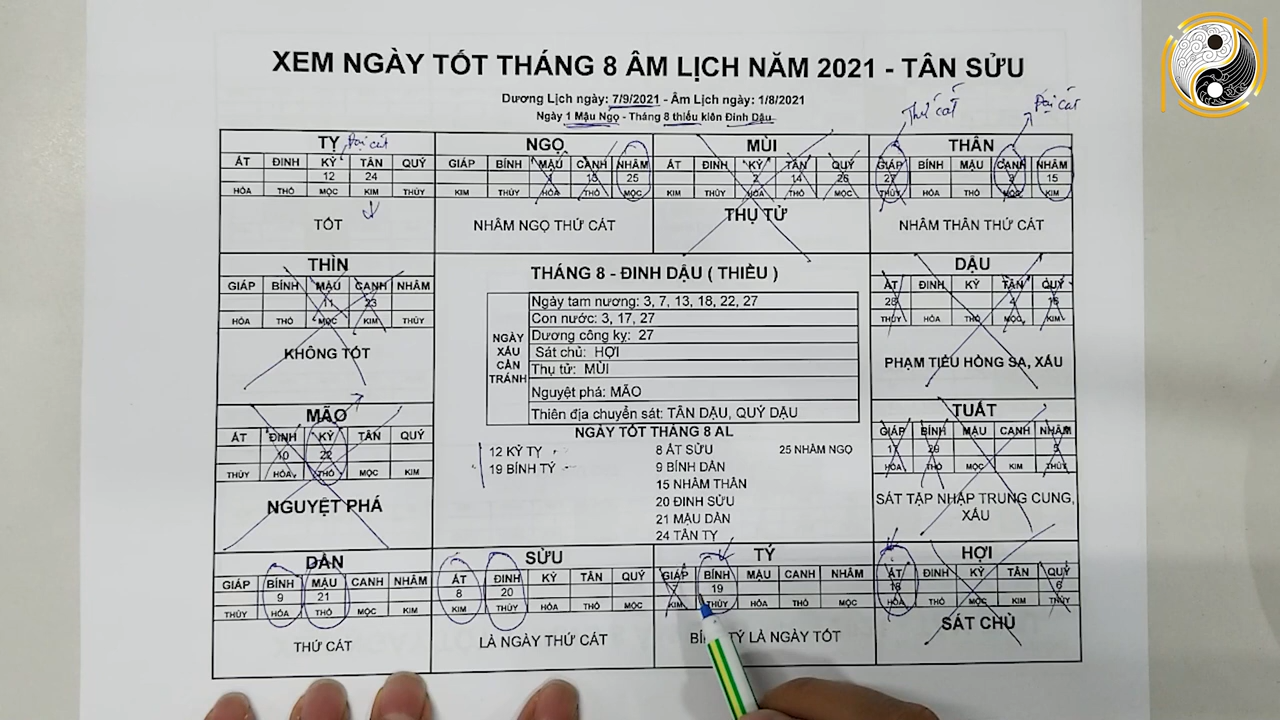 XEM NGÀY TỐT THÁNG 8 ÂM LỊCH NĂM 2021 - TÂN SỬU
Dương Lịch ngày: 7/9/2021 - Âm Lịch ngày: 1/8/2021
Ngày 1 Mậu Ngọ - Tháng 8 thiếu kiến Đinh Dậu
Thứ cát
Đại cát
TỴ Đại cát
ẤT ĐINH KỶ TÂN QUÝ
12 24
HỎA THỔ MỘC KIM THỦY
TỐT
NGỌ
GIÁP BÍNH MẬU CANH NHÂM
1 13 25
KIM THỦY HỎA THỔ MỘC
NHÂM NGỌ THỨ CÁT
MÙI
ẤT ĐINH KỶ TÂN QUÝ
2 14 26
KIM THỦY HỎA THỔ MỘC
THỤ TỬ
THÂN
GIÁP BÍNH MẬU CANH NHÂM
27 3 15
THỦY HỎA THỔ MỘC KIM
NHÂM THÂN THỨ CÁT
THÌN
GIÁP BÍNH MẬU CANH NHÂM
11 23
HỎA THỔ MỘC KIM THỦY
KHÔNG TỐT
THÁNG 8 - ĐINH DẬU ( THIẾU )
NGÀY XẤU CẦN TRÁNH
Ngày tam nương: 3, 7, 13, 18, 22, 27
Con nước: 3, 17, 27
Dương công kỵ: 27
Sát chủ: HỢI
Thụ tử: MÙI
Nguyệt phá: MÃO
Thiên địa chuyển sát: TÂN DẬU, QUÝ DẬU
NGÀY TỐT THÁNG 8 AL
12 KỶ TỴ 8 ẤT SỬU 25 NHÂM NGỌ
19 BÍNH TÝ 9 BÍNH DẦN
15 NHÂM THÂN
20 ĐINH SỬU
21 MẬU DẦN
24 TÂN TỴ
DẬU
ẤT ĐINH KỶ TÂN QUÝ
28 4 16
THỦY HỎA THỔ MỘC KIM
PHẠM TIỂU HỒNG SA, XẤU
MÃO
ẤT ĐINH KỶ TÂN QUÝ
10 22
THỦY HỎA THỔ MỘC KIM
NGUYỆT PHÁ
TUẤT
GIÁP BÍNH MẬU CANH NHÂM
17 29 5
HỎA THỔ MỘC KIM THỦY
SÁT TẬP NHẬP TRUNG CUNG,
XẤU
DẦN
GIÁP BÍNH MẬU CANH NHÂM
9 21
THỦY HỎA THỔ MỘC KIM
THỨ CÁT
SỬU
ẤT ĐINH KỶ TÂN QUÝ
8 20
KIM THỦY HỎA THỔ MỘC
LÀ NGÀY THỨ CÁT
TÝ
GIÁP BÍNH MẬU CANH NHÂM
7 19
KIM THỦY HỎA THỔ MỘC
TÝ LÀ NGÀY TỐT
HỢI
ẤT ĐINH KỶ TÂN QUÝ
18 6
HỎA THỔ MỘC KIM THỦY
SÁT CHỦ